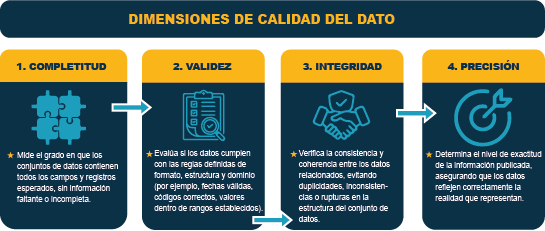 DIMENSIONES DE CALIDAD DEL DATO
1. COMPLETITUD
★ Mide el grado en que los
conjuntos de datos contienen
todos los campos y registros
esperados, sin información
faltante o incompleta.
2. VALIDEZ
★ Evalúa si los datos cumplen
con las reglas definidas de
formato, estructura y dominio
(por ejemplo, fechas válidas,
códigos correctos, valores
dentro de rangos establecidos).
3. INTEGRIDAD
★ Verifica la consistencia y
coherencia entre los datos
relacionados, evitando
duplicidades, inconsisten-
cias o rupturas en la
estructura del conjunto de
datos.
4. PRECISIÓN
★ Determina el nivel de exactitud
de la información publicada,
asegurando que los datos
reflejen correctamente la
realidad que representan.